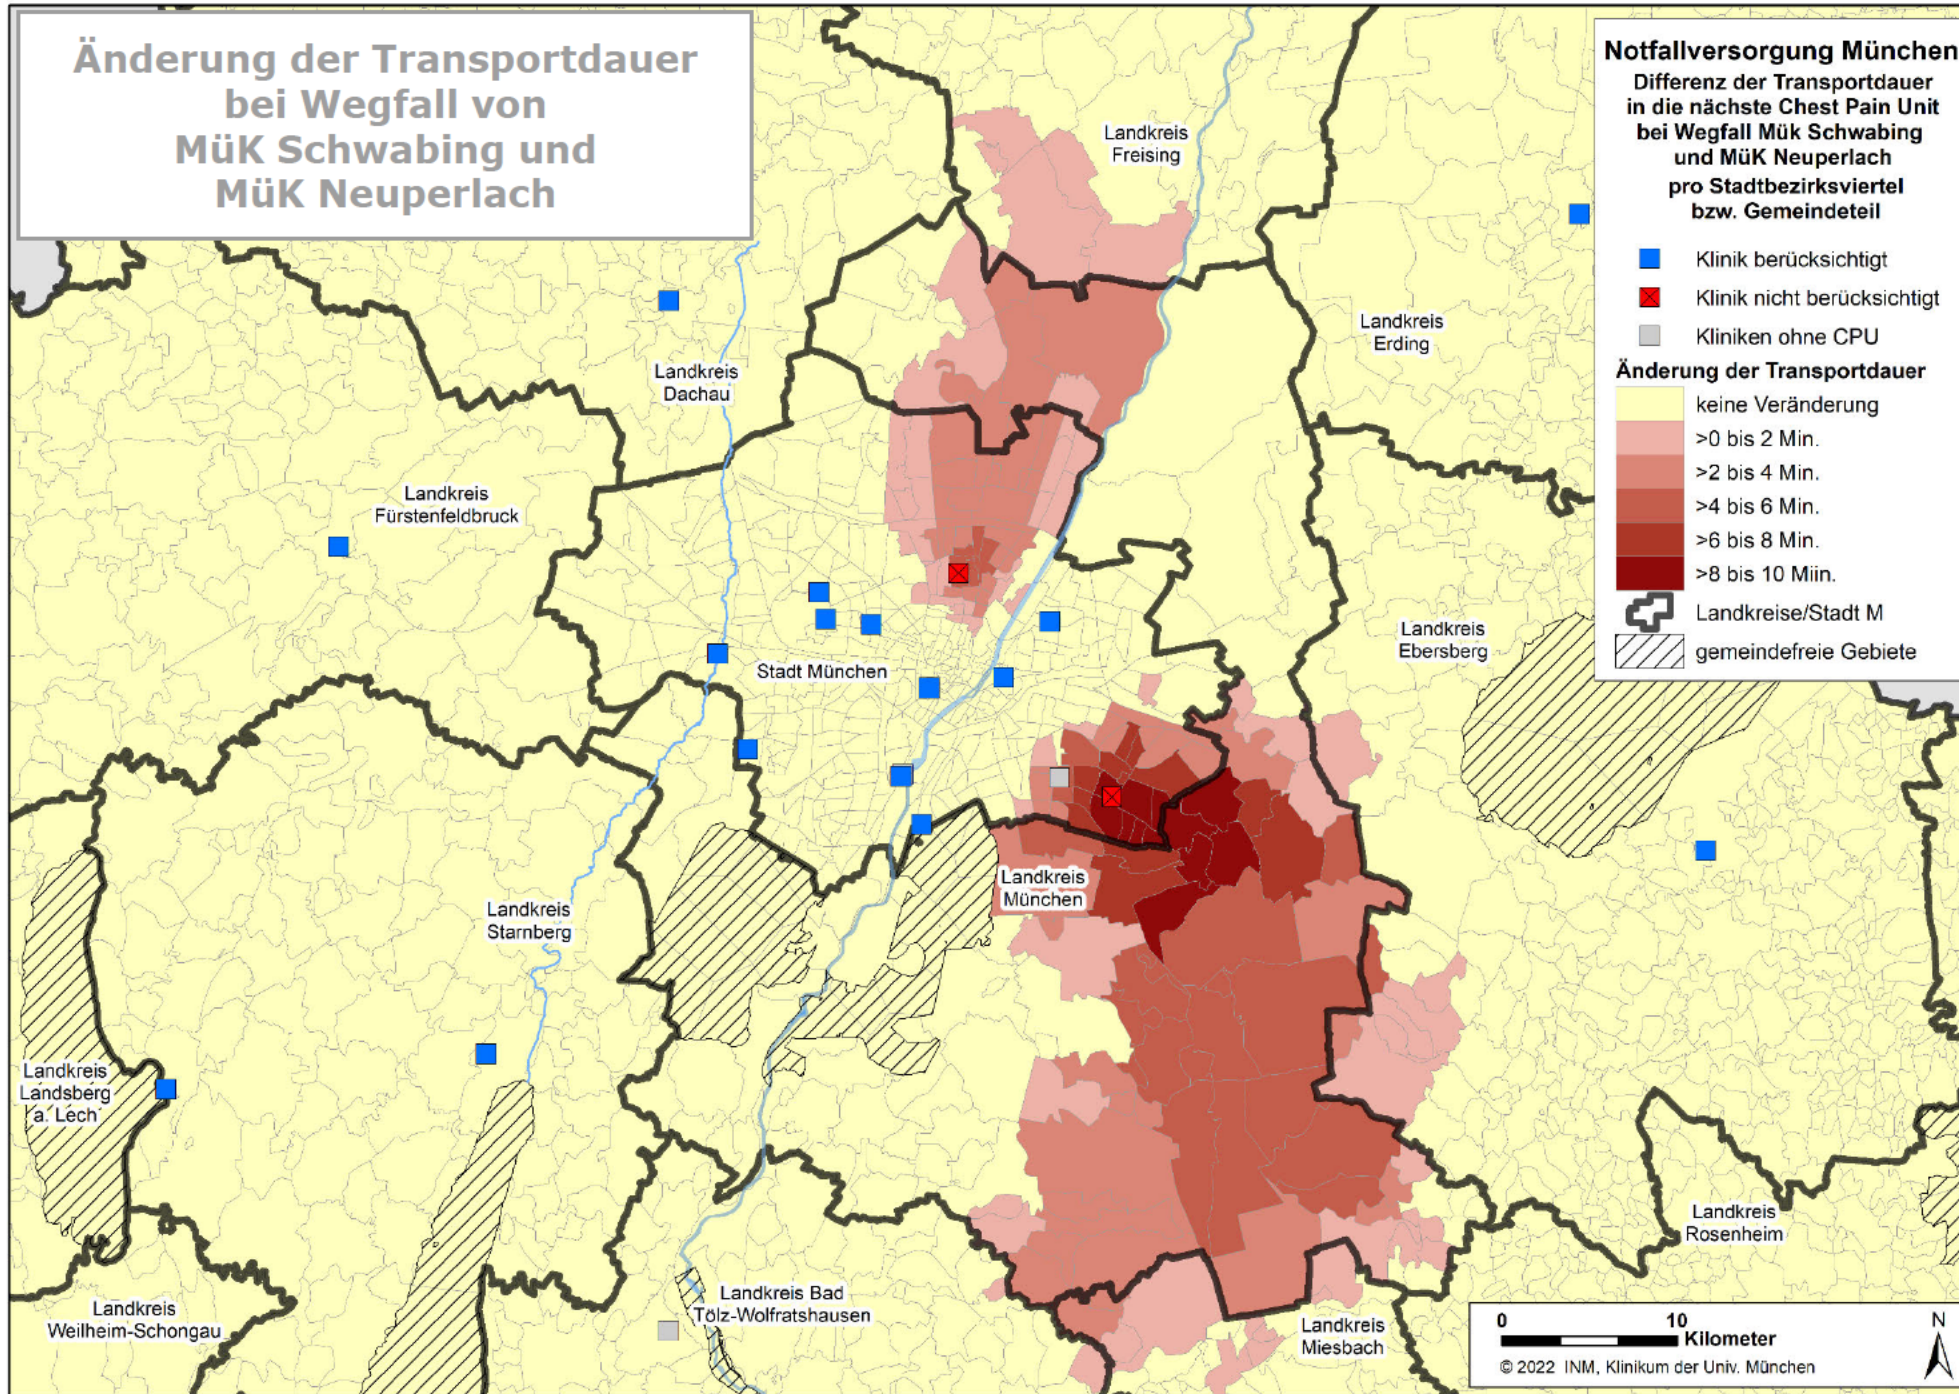 Änderung der Transportdauer
bei Wegfall von
MüK Schwabing und
MüK Neuperlach
Notfallversorgung München
Differenz der Transportdauer
in die nächste Chest Pain Unit
bei Wegfall Mük Schwabing
und MüK Neuperlach
pro Stadtbezirksviertel
bzw. Gemeindeteil
Klinik berücksichtigt
Klinik nicht berücksichtigt
Kliniken ohne CPU
Änderung der Transportdauer
keine Veränderung
>0 bis 2 Min.
>2 bis 4 Min.
>4 bis 6 Min.
>6 bis 8 Min.
>8 bis 10 Miin.
Landkreise/Stadt M
gemeindefreie Gebiete
Landkreis
Freising
Landkreis
Erding
Landkreis
Dachau
Landkreis
Fürstenfeldbruck
Landkreis
Ebersberg
Stadt München
Landkreis
München
Landkreis
Starnberg
Landkreis
Landsberg
a. Lech
Landkreis
Rosenheim
Landkreis Bad
Tölz-Wolfratshausen
Landkreis
Weilheim-Schongau
Landkreis
Miesbach
0 10
Kilometer
N
© 2022 INM, Klinikum der Univ. München